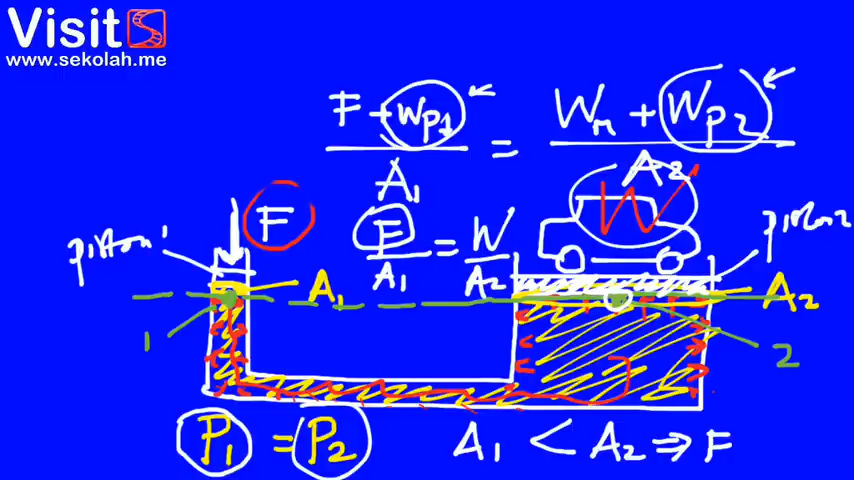 Visit S
www.sekolah.me
F + Wp1 / A1 = Wm + Wp2 / A2
F
F / A1 = W / A2
W
piston 1
piston 2
A1
A2
1
2
P1 = P2
A1 < A2 ⇒ F